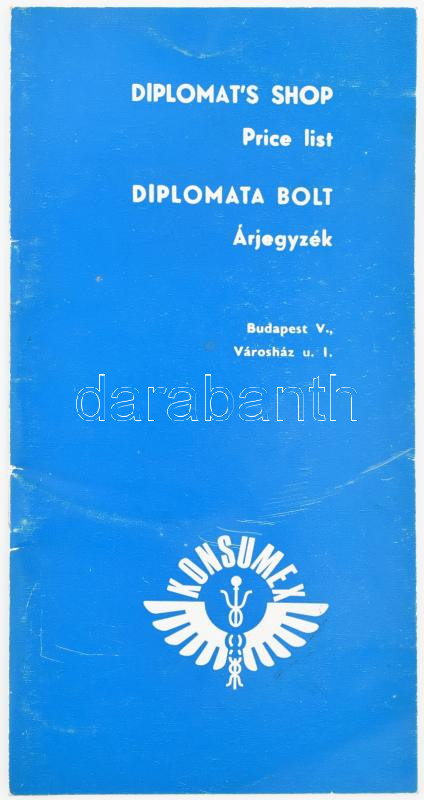 DIPLOMAT'S SHOP
Price list
DIPLOMATA BOLT
Árjegyzék
Budapest V.,
Városház u. 1.
darabanth
KONSUMEX